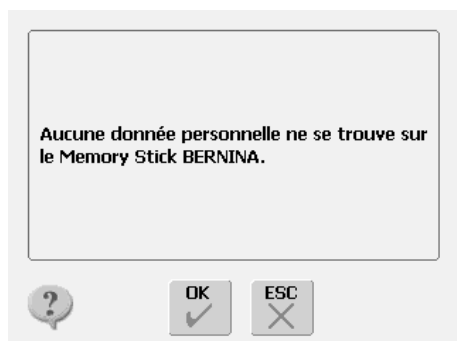 Aucune donnée personnelle ne se trouve sur
le Memory Stick BERNINA.
?
OK
ESC